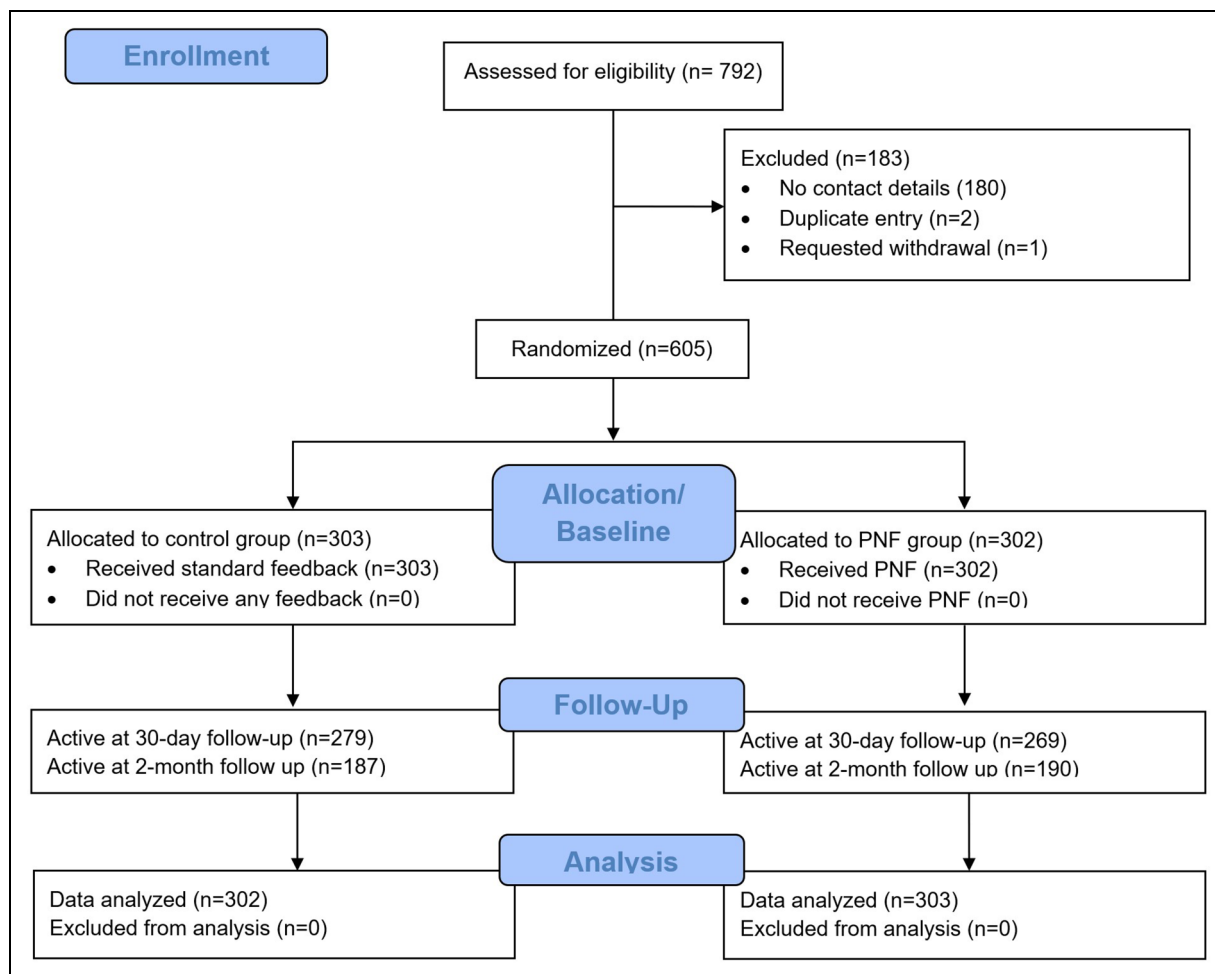 Enrollment
Assessed for eligibility (n= 792)
Excluded (n=183)
• No contact details (180)
• Duplicate entry (n=2)
• Requested withdrawal (n=1)
Randomized (n=605)
Allocation/
Baseline
Allocated to control group (n=303)
• Received standard feedback (n=303)
• Did not receive any feedback (n=0)
Allocated to PNF group (n=302)
• Received PNF (n=302)
• Did not receive PNF (n=0)
Follow-Up
Active at 30-day follow-up (n=279)
Active at 2-month follow up (n=187)
Active at 30-day follow-up (n=269)
Active at 2-month follow up (n=190)
Analysis
Data analyzed (n=302)
Excluded from analysis (n=0)
Data analyzed (n=303)
Excluded from analysis (n=0)